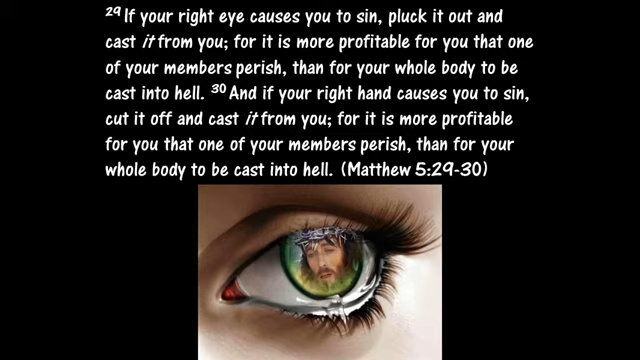 29 If your right eye causes you to sin, pluck it out and
cast it from you; for it is more profitable for you that one
of your members perish, than for your whole body to be
cast into hell. 30 And if your right hand causes you to sin,
cut it off and cast it from you; for it is more profitable
for you that one of your members perish, than for your
whole body to be cast into hell. (Matthew 5:29-30)